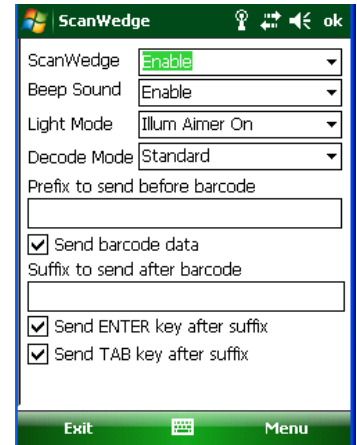 ScanWedge ok
ScanWedge Enable
Beep Sound Enable
Light Mode Illum Aimer On
Decode Mode Standard
Prefix to send before barcode
Send barcode data
Suffix to send after barcode
Send ENTER key after suffix
Send TAB key after suffix
Exit Menu